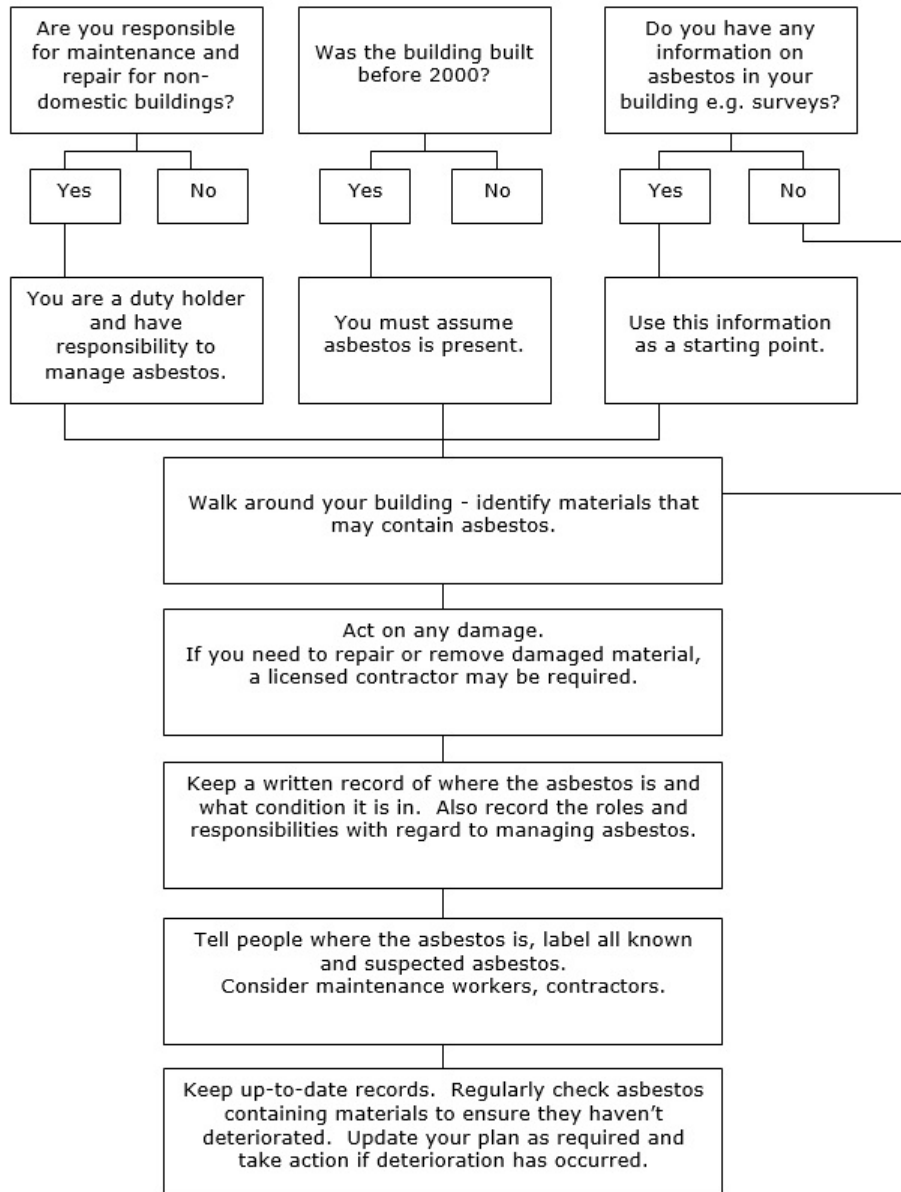 Are you responsible
for maintenance and
repair for non-
domestic buildings?
Was the building built
before 2000?
Do you have any
information on
asbestos in your
building e.g. surveys?
Yes
No
Yes
No
Yes
No
You are a duty holder
and have
responsibility to
manage asbestos.
You must assume
asbestos is present.
Use this information
as a starting point.
Walk around your building - identify materials that
may contain asbestos.
Act on any damage.
If you need to repair or remove damaged material,
a licensed contractor may be required.
Keep a written record of where the asbestos is and
what condition it is in.  Also record the roles and
responsibilities with regard to managing asbestos.
Tell people where the asbestos is, label all known
and suspected asbestos.
Consider maintenance workers, contractors.
Keep up-to-date records.  Regularly check asbestos
containing materials to ensure they haven't
deteriorated.  Update your plan as required and
take action if deterioration has occurred.